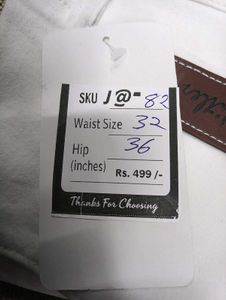 SKU J @- 82
Waist Size 32
Hip 36
(inches)
Rs. 499 /-
Thanks For Choosing